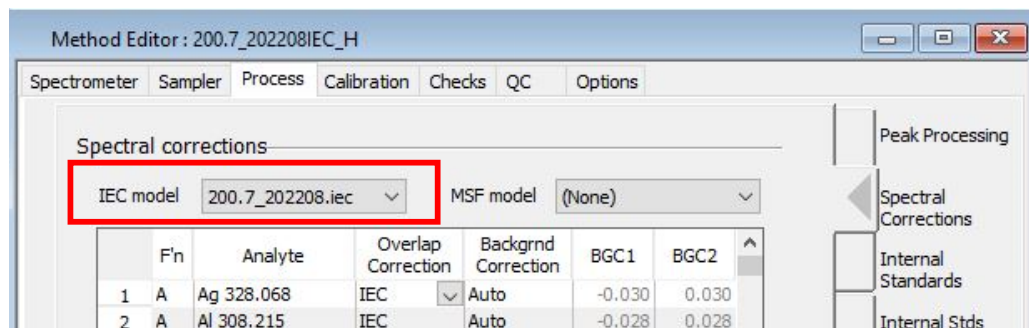 Method Editor : 200.7_202208IEC_H
Spectrometer Sampler Process Calibration Checks QC Options
Peak Processing
Spectral corrections
IEC model 200.7_202208.iec MSF model (None)
Spectral
Corrections
F'n Analyte Overlap Correction Backgrnd Correction BGC1 BGC2
Internal
Standards
1 A Ag 328.068 IEC Auto -0.030 0.030
2 A Al 308.215 IEC Auto -0.028 0.028
Internal Stds